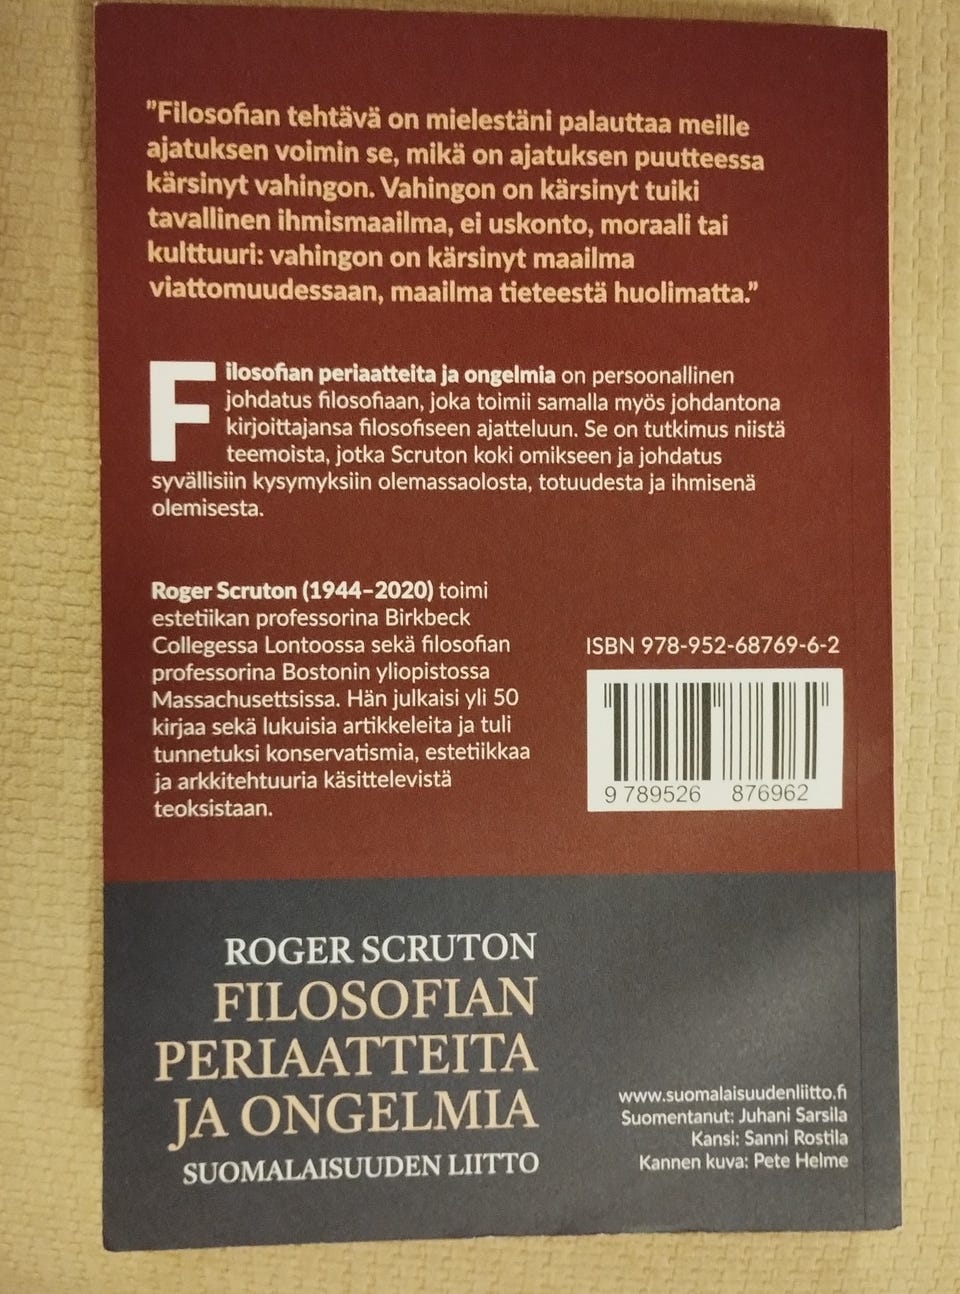 ”Filosofian tehtävä on mielestäni palauttaa meille
ajatuksen voimin se, mikä on ajatuksen puutteessa
kärsinyt vahingon. Vahingon on kärsinyt tuiki
tavallinen ihmismaailma, ei uskonto, moraali tai
kulttuuri: vahingon on kärsinyt maailma
viattomuudessaan, maailma tieteestä huolimatta.”
Filosofian periaatteita ja ongelmia on persoonallinen
johdatus filosofiaan, joka toimii samalla myös johdantona
kirjoittajansa filosofiseen ajatteluun. Se on tutkimus niistä
teemoista, jotka Scruton koki omikseen ja johdatus
syvällisiin kysymyksiin olemassaolosta, totuudesta ja ihmisenä
olemisesta.
Roger Scruton (1944–2020) toimi
estetiikan professorina Birkbeck
Collegessa Lontoossa sekä filosofian
professorina Bostonin yliopistossa
Massachusettsissa. Hän julkaisi yli 50
kirjaa sekä lukuisia artikkeleita ja tuli
tunnetuksi konservatismia, estetiikkaa
ja arkkitehtuuria käsittelevistä
teoksistaan.
ISBN 978-952-68769-6-2
9 789526 876962
ROGER SCRUTON
FILOSOFIAN
PERIAATTEITA
JA ONGELMIA
SUOMALAISUUDEN LIITTO
www.suomalaisuudenliitto.fi
Suomentanut: Juhani Sarsila
Kansi: Sanni Rostila
Kannen kuva: Pete Helme